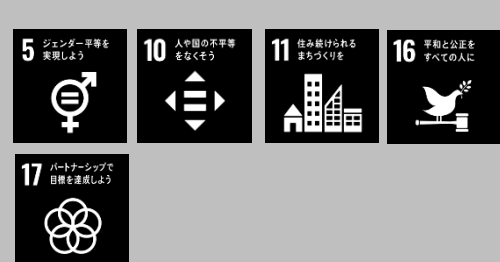 5 ジェンダー平等を
実現しよう
10 人や国の不平等
をなくそう
11 住み続けられる
まちづくりを
16 平和と公正を
すべての人に
17 パートナーシップで
目標を達成しよう